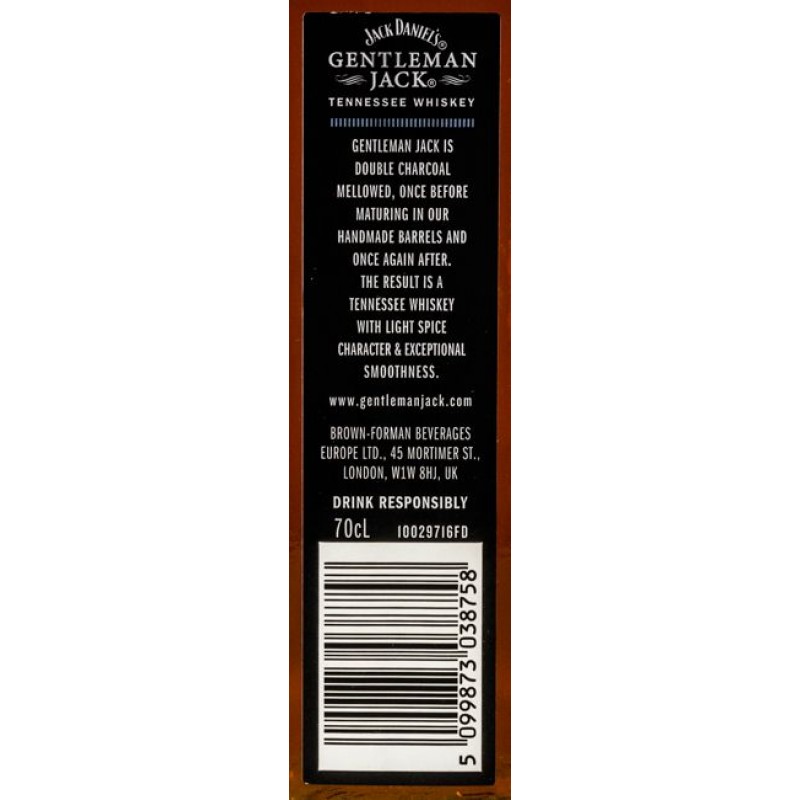 JACK DANIEL'S®
GENTLEMAN
JACK®
TENNESSEE WHISKEY
GENTLEMAN JACK IS
DOUBLE CHARCOAL
MELLOWED, ONCE BEFORE
MATURING IN OUR
HANDMADE BARRELS AND
ONCE AGAIN AFTER.
THE RESULT IS A
TENNESSEE WHISKEY
WITH LIGHT SPICE
CHARACTER & EXCEPTIONAL
SMOOTHNESS.
www.gentlemanjack.com
BROWN-FORMAN BEVERAGES
EUROPE LTD., 45 MORTIMER ST.,
LONDON, W1W 8HJ, UK
DRINK RESPONSIBLY
70cL 10029716FD
5 099873 038758